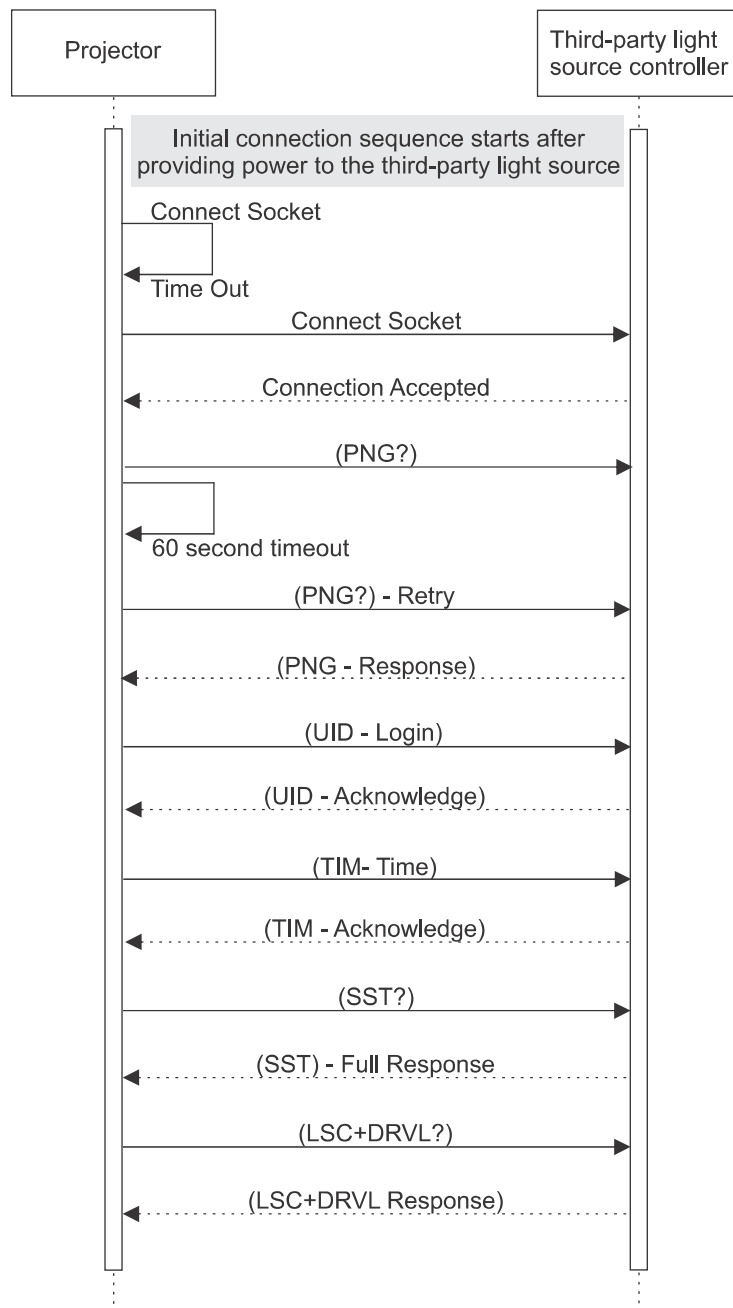 Projector
Third-party light
source controller
Initial connection sequence starts after
providing power to the third-party light source
Connect Socket
Time Out
Connect Socket
Connection Accepted
(PNG?)
60 second timeout
(PNG?) - Retry
(PNG - Response)
(UID - Login)
(UID - Acknowledge)
(TIM- Time)
(TIM - Acknowledge)
(SST?)
(SST) - Full Response
(LSC+DRVL?)
(LSC+DRVL Response)